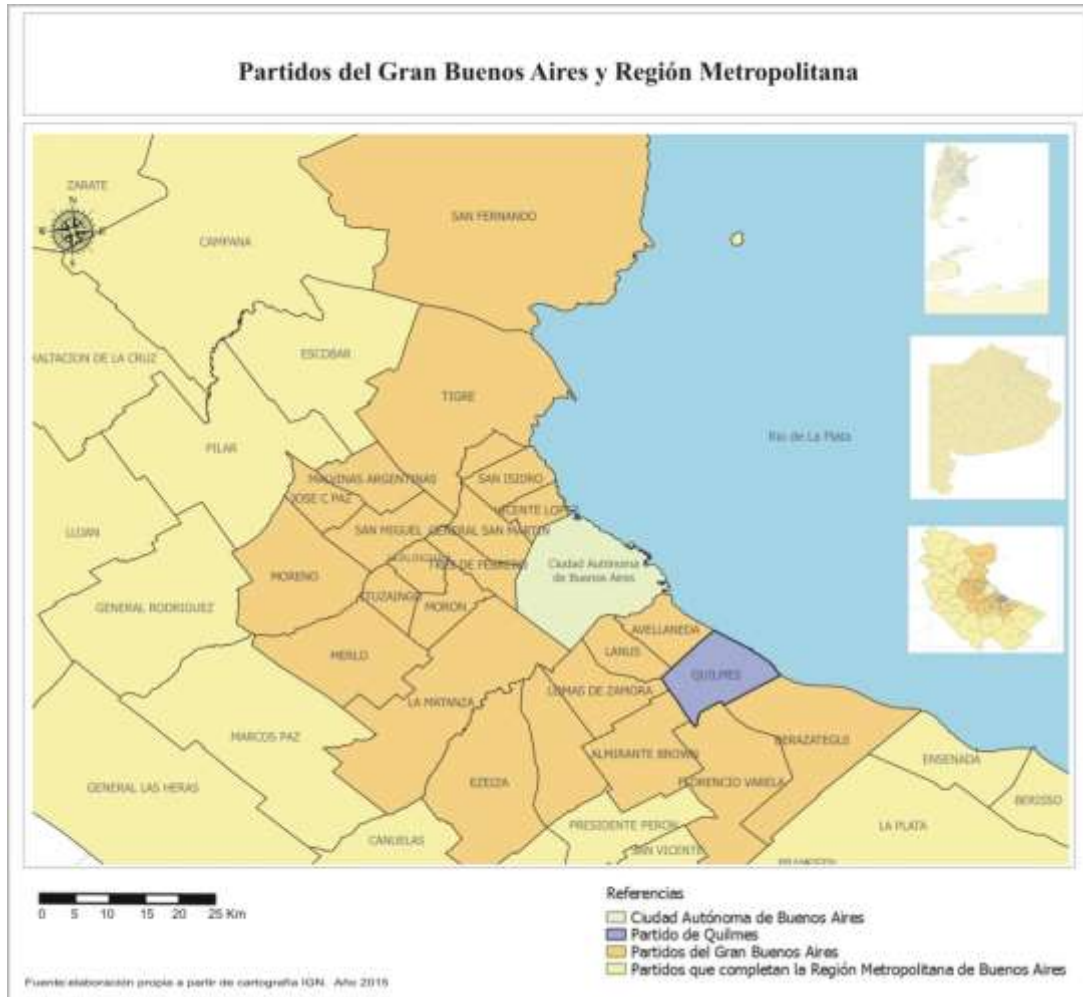 Partidos del Gran Buenos Aires y Región Metropolitana
ZARATE
N
SAN FERNANDO
CAMPANA
ESCOBAR
HALTACION DE LA CRUZ
TIGRE
Rio de La Plata
PILAR
MALVINAS ARGENTINAS
SAN ISIDRO
JOSE C PAZ
VICENTE LOPEZ
LUJAN
SAN MIGUEL
GENERAL SAN MARTIN
TRES DE FEBRERO
Ciudad Autónoma
de Buenos Aires
MORENO
ITUZAINGO
MORON
GENERAL RODRIGUEZ
AVELLANEDA
LANUS
MERLO
QUILMES
LOMAS DE ZAMORA
LA MATANZA
MARCOS PAZ
BERAZATEGUI
ALMIRANTE BROWN
ENSENADA
GENERAL LAS HERAS
EZEIZA
FLORENCIO VARELA
BERISSO
PRESIDENTE PERON
LA PLATA
CANUELAS
SAN VICENTE
0 5 10 15 20 25 Km
Referencias
Ciudad Autónoma de Buenos Aires
Partido de Quilmes
Partidos del Gran Buenos Aires
Partidos que completan la Región Metropolitana de Buenos Aires
Fuente:elaboración propia a partir de cartografía IGN. Año 2015